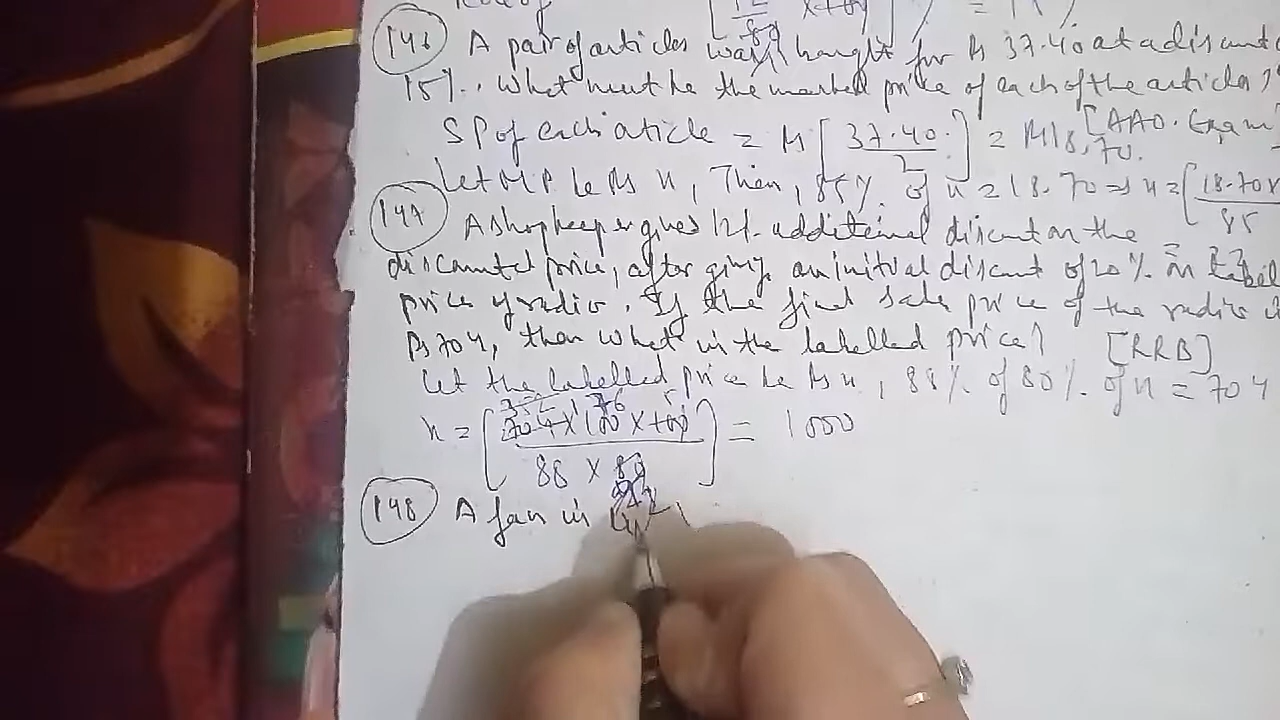 146 A pair of articles was bought for Rs 37.40 at a discount
15%. What must be the marked price of each of the articles?
[AAO. Exam
SP of each article = Rs [37.40/2] = Rs 18.70.
Let MP be Rs x, Then, 85% of x = 18.70 ⇒ x = [18.70x/85
147 A shopkeeper gives 12% additional discount on the
discounted price, after giving an initial discount of 20% on label
price of radio. If the final sale price of the radio i
Rs 704, then what is the labelled price? [RRB]
Let the labelled price be Rs x, 88% of 80% of x = 704
x = [704 x 100 x 100 / 88 x 80] = 1000
148 A fan is